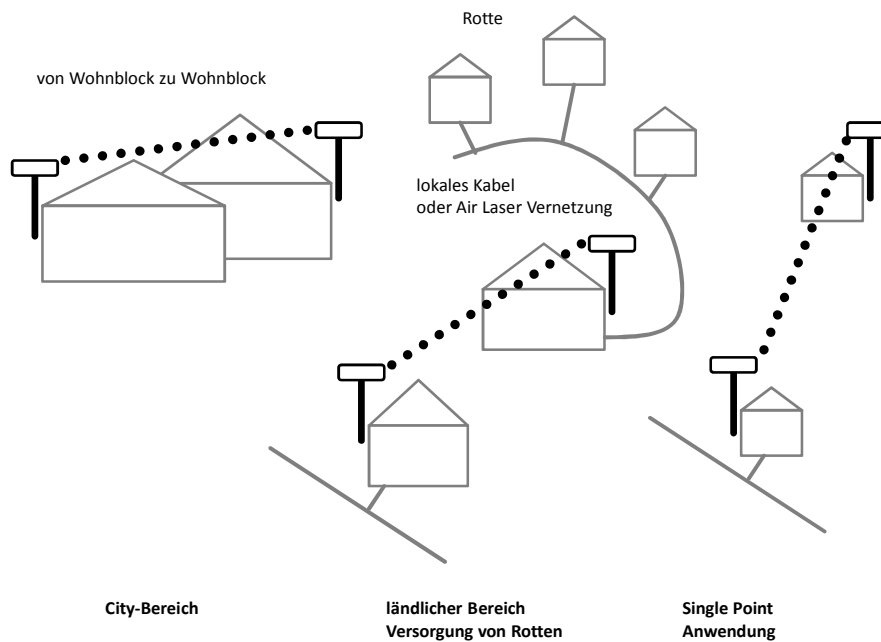 Rotte
von Wohnblock zu Wohnblock
lokales Kabel
oder Air Laser Vernetzung
City-Bereich
ländlicher Bereich
Versorgung von Rotten
Single Point
Anwendung